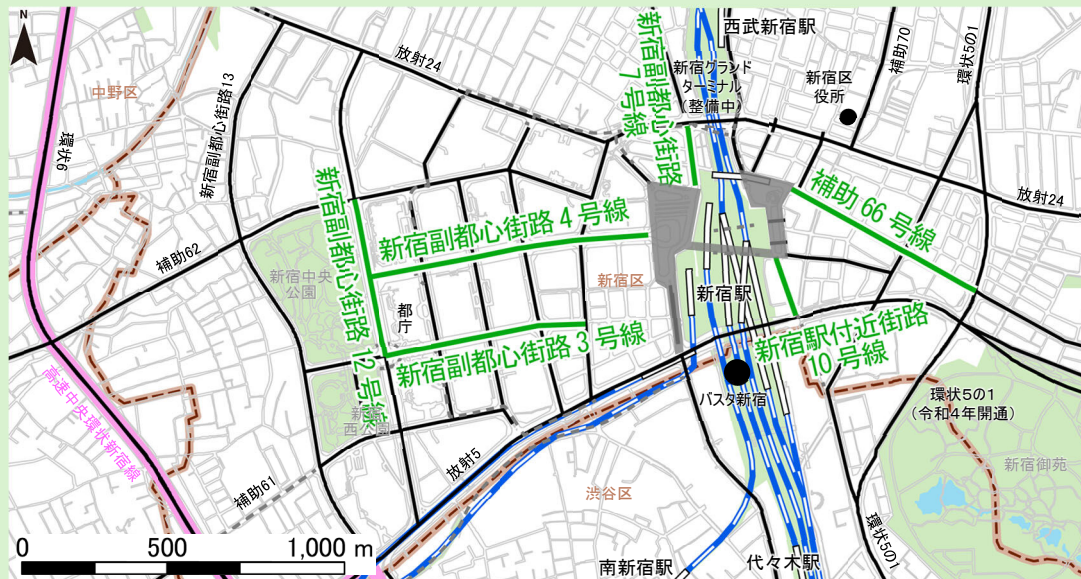 N
西武新宿駅
放射24
新宿副都心街路
7号線
新宿グランド
ターミナル
(整備中)
新宿区
役所
補助70
環状5の1
中野区
新宿副都心街路13
環状6
補助66号線
放射24
新宿副都心街路4号線
新宿副都心街路12号線
補助62
新宿中央
公園
新宿区
都庁
新宿駅
新宿副都心街路3号線
新宿駅付近街路
10号線
高速中央環状新宿線
バスタ新宿
環状5の1
(令和4年開通)
西公園
放射5
新宿御苑
補助61
渋谷区
環状5の1
0 500 1,000 m
南新宿駅
代々木駅